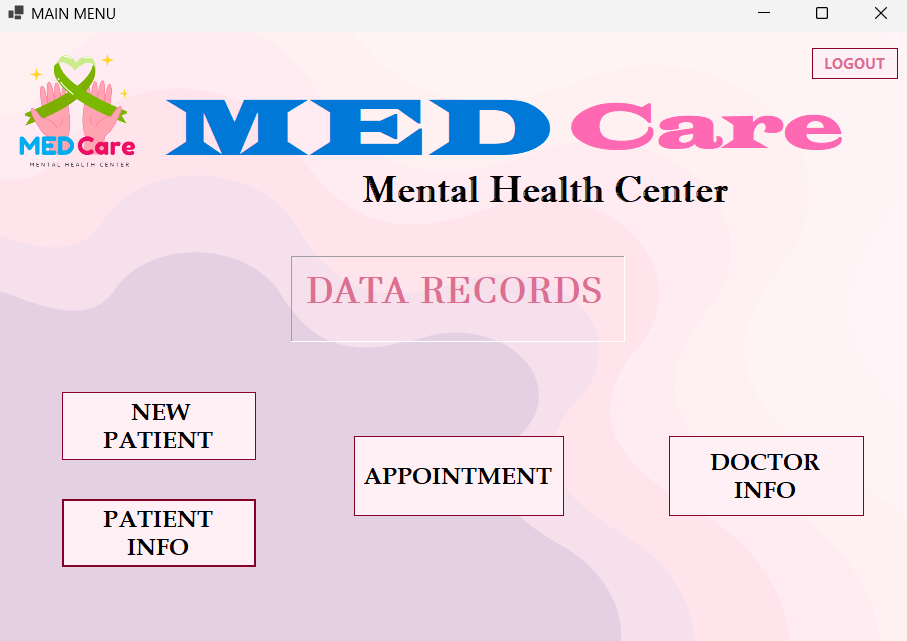 MAIN MENU
LOGOUT
MED Care
MENTAL HEALTH CENTER
MED Care
Mental Health Center
DATA RECORDS
NEW
PATIENT
PATIENT
INFO
APPOINTMENT
DOCTOR
INFO